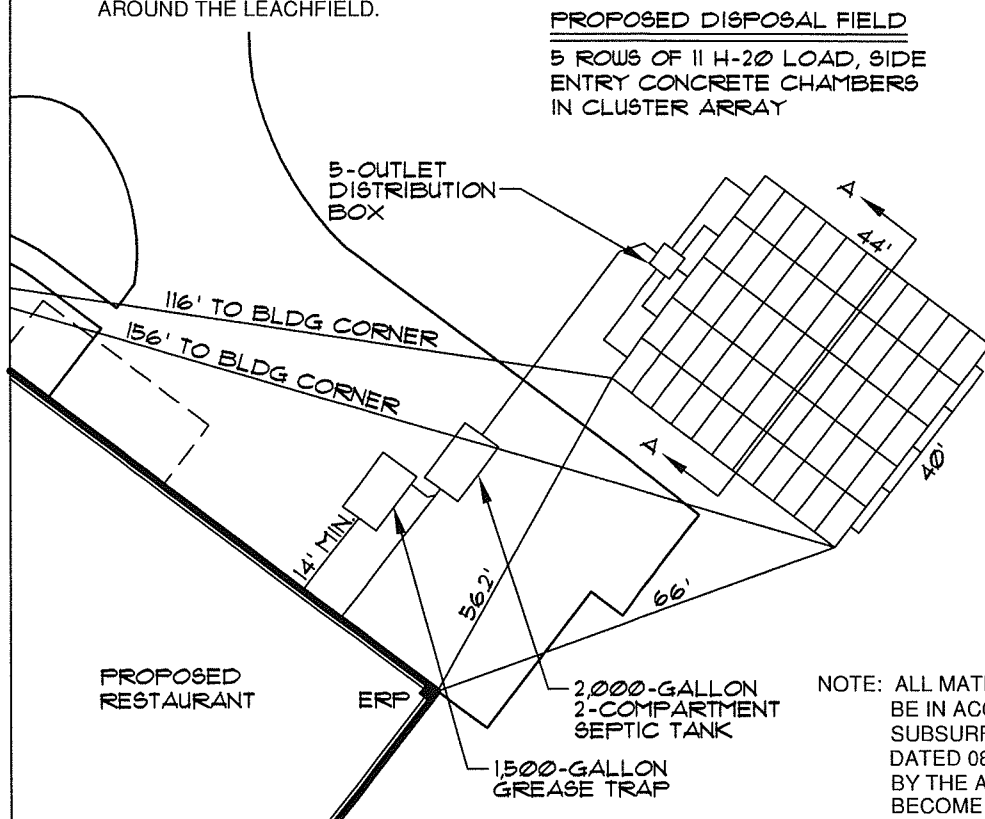 AROUND THE LEACHFIELD.
PROPOSED DISPOSAL FIELD
5 ROWS OF 11 H-20 LOAD, SIDE
ENTRY CONCRETE CHAMBERS
IN CLUSTER ARRAY
5-OUTLET
DISTRIBUTION
BOX
A
44'
116' TO BLDG CORNER
156' TO BLDG CORNER
A
40'
14' MIN.
56.2'
66'
PROPOSED
RESTAURANT
ERP
2,000-GALLON
2-COMPARTMENT
SEPTIC TANK
1,500-GALLON
GREASE TRAP
NOTE: ALL MATE
BE IN ACC
SUBSURF
DATED 08
BY THE A
BECOME